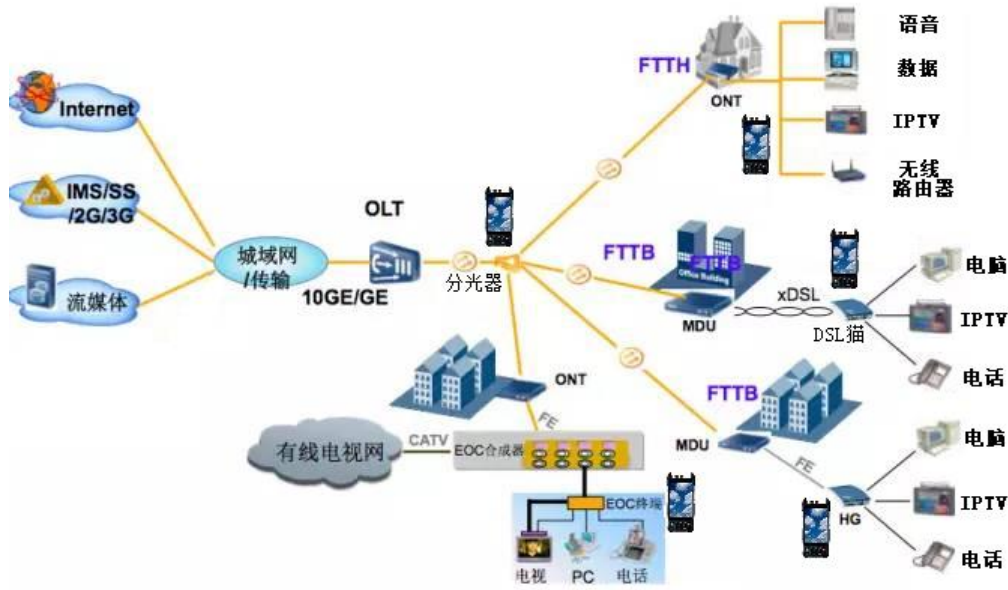 Internet
IMS/SS
/2G/3G
流媒体
城域网
/传输
OLT
10GE/GE
分光器
FTTH
ONT
语音
数据
IPTV
无线
路由器
FTTB
Office Building
FTTB
MDU
xDSL
DSL猫
电脑
IPTV
电话
ONT
FE
有线电视网
CATV
EOC合成器
EOC终端
电视
PC
电话
FTTB
MDU
FE
HG
电脑
IPTV
电话